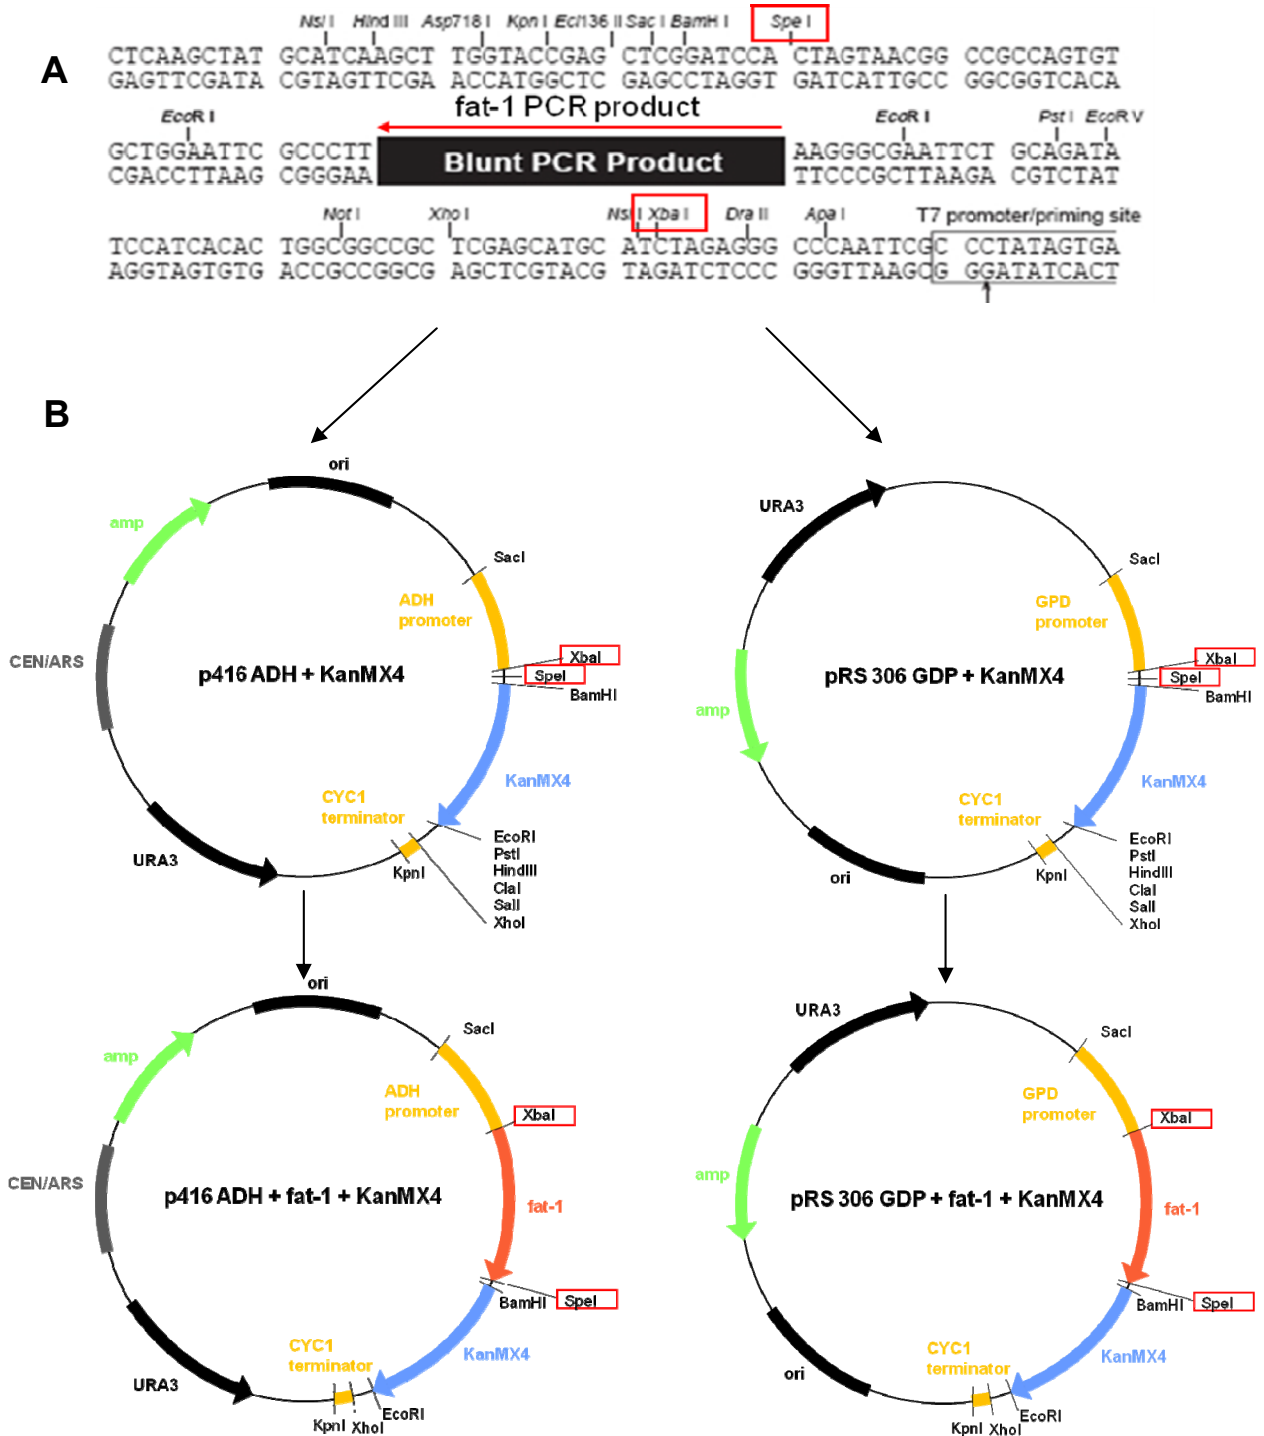 A
Nsi I Hind III Asp718 I Kpn I Ecl136 II Sac I BamH I Spe I
CTCAAGCTAT GCATCAAGCT TGGTACCGAG CTCGGATCCA CTAGTAACGG CCGCCAGTGT
GAGTTCGATA CGTAGTTCGA ACCATGGCTC GAGCCTAGGT GATCATTGCC GGCGGTCACA
fat-1 PCR product
EcoR I EcoR I Pst I EcoR V
GCTGGAATTC GCCCTT Blunt PCR Product AAGGGCGAATTCT GCAGATA
CGACCTTAAG CGGGAA TTCCCGCTTAAGA CGTCTAT
Not I Xho I Nsi I Xba I Dra II Apa I T7 promoter/priming site
TCCATCACAC TGGCGGCCGC TCGAGCATGC ATCTAGAGGG CCCAATTCGC CCTATAGTGA
AGGTAGTGTG ACCGCCGGCG AGCTCGTACG TAGATCTCCC GGGTTAAGCG GGATATCACT
B
ori
amp
SacI
ADH
promoter
CEN/ARS
p416 ADH + KanMX4
XbaI
SpeI
BamHI
KanMX4
CYC1
terminator
URA3
KpnI
EcoRI
PstI
HindIII
ClaI
SalI
XhoI
URA3
SacI
GPD
promoter
pRS 306 GDP + KanMX4
XbaI
SpeI
BamHI
amp
KanMX4
CYC1
terminator
ori
KpnI
EcoRI
PstI
HindIII
ClaI
SalI
XhoI
ori
SacI
amp
ADH
promoter
XbaI
CEN/ARS
p416 ADH + fat-1 + KanMX4
fat-1
BamHI SpeI
CYC1
terminator
KanMX4
URA3
KpnI XhoI EcoRI
URA3
SacI
GPD
promoter
XbaI
amp
pRS 306 GDP + fat-1 + KanMX4
fat-1
BamHI SpeI
CYC1
terminator
KanMX4
ori
KpnI XhoI EcoRI